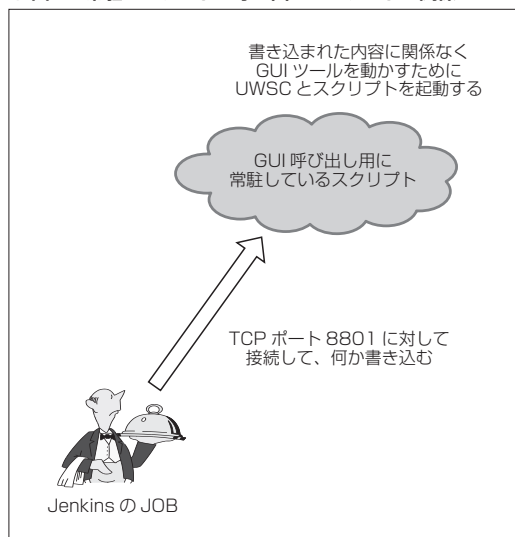 書き込まれた内容に関係なく
GUI ツールを動かすために
UWSC とスクリプトを起動する
GUI 呼び出し用に
常駐しているスクリプト
TCP ポート 8801 に対して
接続して、何か書き込む
Jenkins の JOB